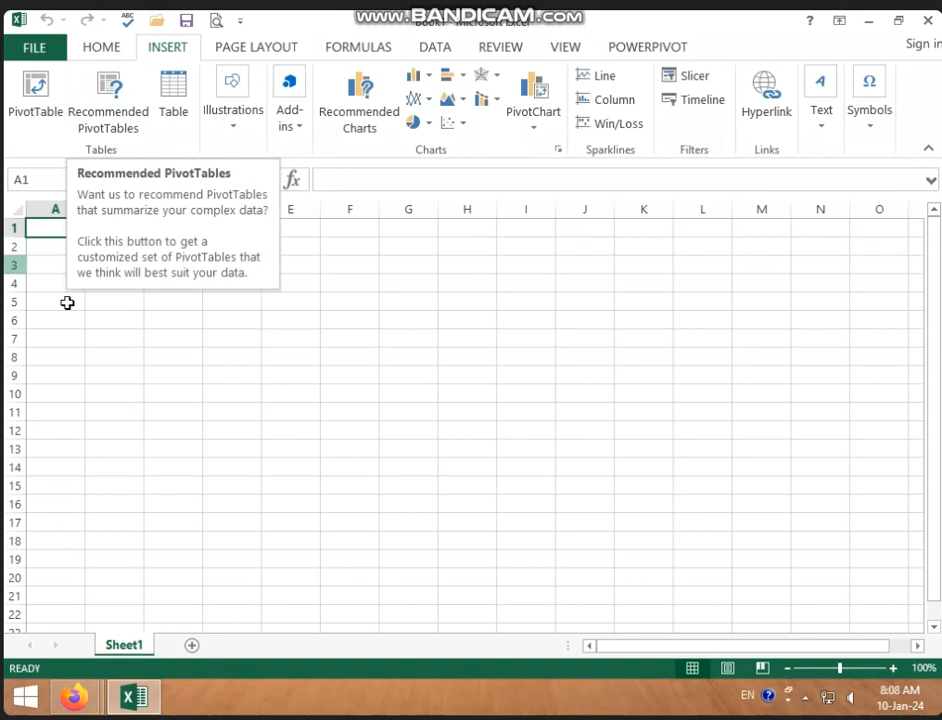 www.BANDICAM.com
FILE HOME INSERT PAGE LAYOUT FORMULAS DATA REVIEW VIEW POWERPIVOT Sign in
PivotTable
Recommended
PivotTables
Table
Tables
Illustrations
Add-
ins
Recommended
Charts
PivotChart
Charts
Line
Column
Win/Loss
Sparklines
Slicer
Timeline
Filters
Hyperlink
Links
Text
Symbols
A1
fx
Recommended PivotTables
Want us to recommend PivotTables
that summarize your complex data?
Click this button to get a
customized set of PivotTables that
we think will best suit your data.
A E F G H I J K L M N O
1
2
3
4
5
6
7
8
9
10
11
12
13
14
15
16
17
18
19
20
21
22
Sheet1
READY 100%
EN 8:08 AM
10-Jan-24